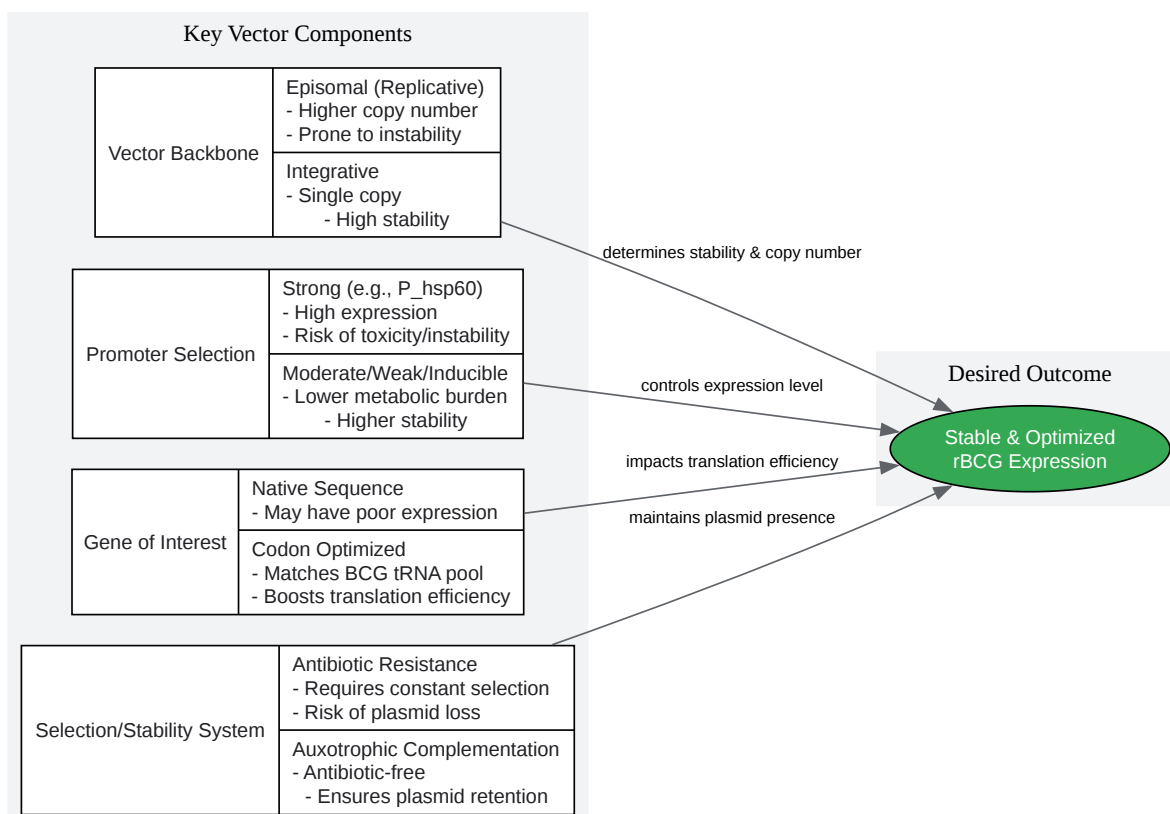 Key Vector Components
Vector Backbone
Episomal (Replicative)
- Higher copy number
- Prone to instability
Integrative
- Single copy
- High stability
determines stability & copy number
Promoter Selection
Strong (e.g., P_hsp60)
- High expression
- Risk of toxicity/instability
Moderate/Weak/Inducible
- Lower metabolic burden
- Higher stability
controls expression level
Gene of Interest
Native Sequence
- May have poor expression
Codon Optimized
- Matches BCG tRNA pool
- Boosts translation efficiency
impacts translation efficiency
Selection/Stability System
Antibiotic Resistance
- Requires constant selection
- Risk of plasmid loss
Auxotrophic Complementation
- Antibiotic-free
- Ensures plasmid retention
maintains plasmid presence
Desired Outcome
Stable & Optimized
rBCG Expression